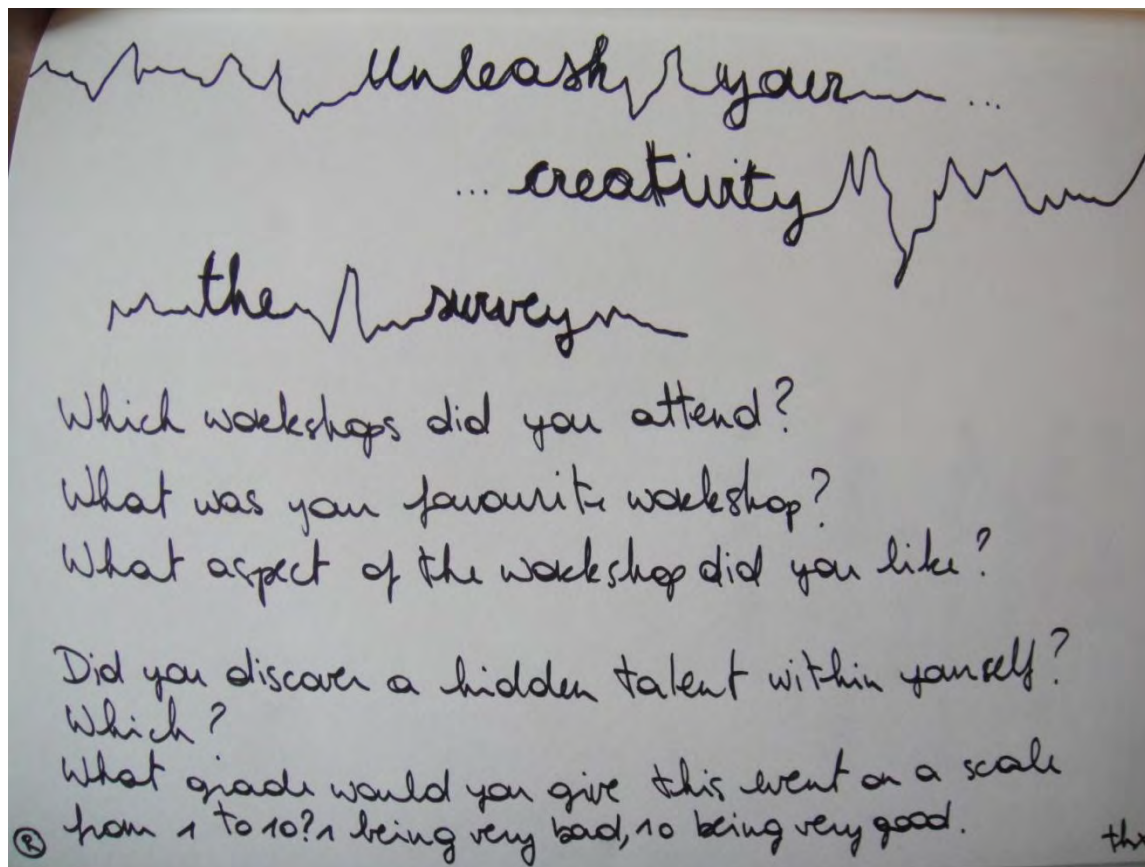 Unleash your ...
... creativity
the survey
Which workshops did you attend?
What was your favourite workshop?
What aspect of the workshop did you like?
Did you discover a hidden talent within yourself?
Which?
What grade would you give this event on a scale
from 1 to 10? 1 being very bad, 10 being very good.
®